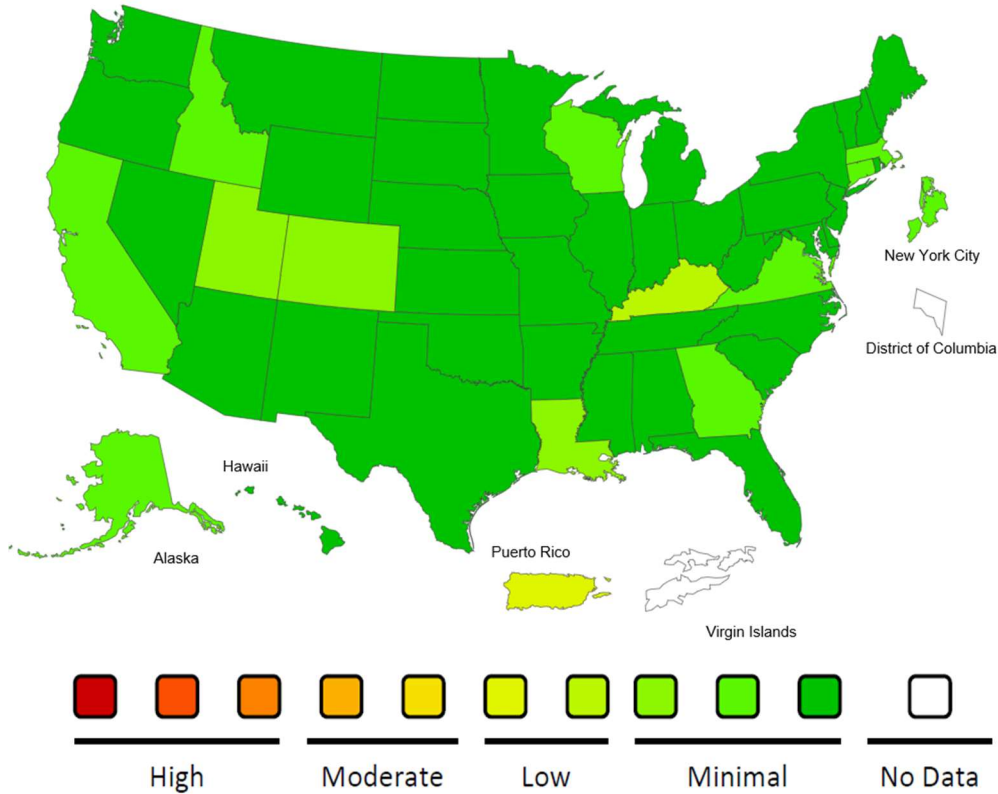 New York City
District of Columbia
Hawaii
Alaska
Puerto Rico
Virgin Islands
High
Moderate
Low
Minimal
No Data